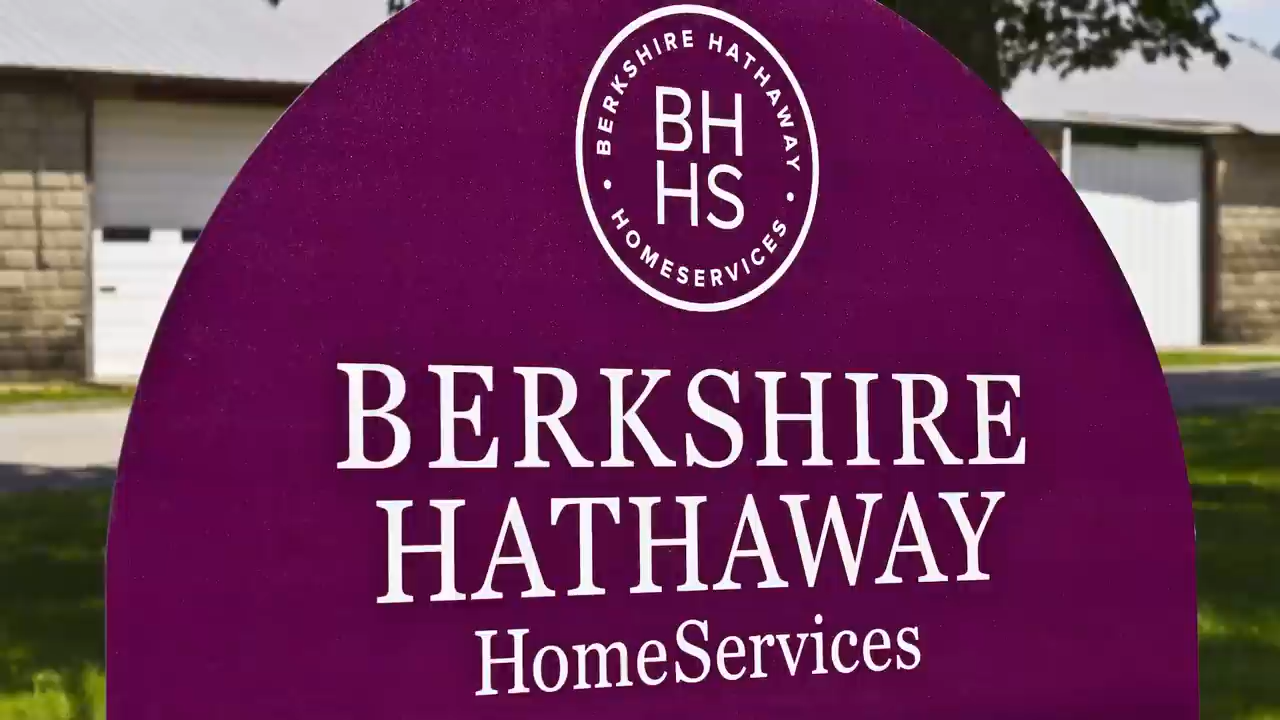 BERKSHIRE HATHAWAY
BH
HS
• HOMESERVICES •
BERKSHIRE
HATHAWAY
HomeServices